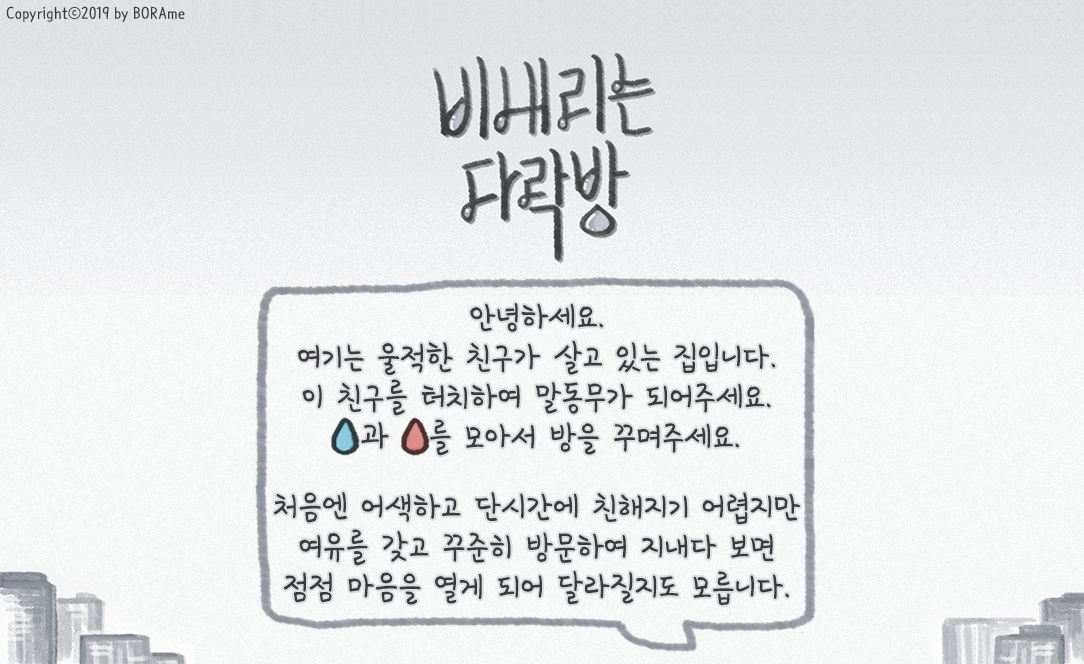 Copyright©2019 by BORAme
비내리는
다락방
안녕하세요.
여기는 울적한 친구가 살고 있는 집입니다.
이 친구를 터치하여 말동무가 되어주세요.
과 를 모아서 방을 꾸며주세요.
처음엔 어색하고 단시간에 친해지기 어렵지만
여유를 갖고 꾸준히 방문하여 지내다 보면
점점 마음을 열게 되어 달라질지도 모릅니다.